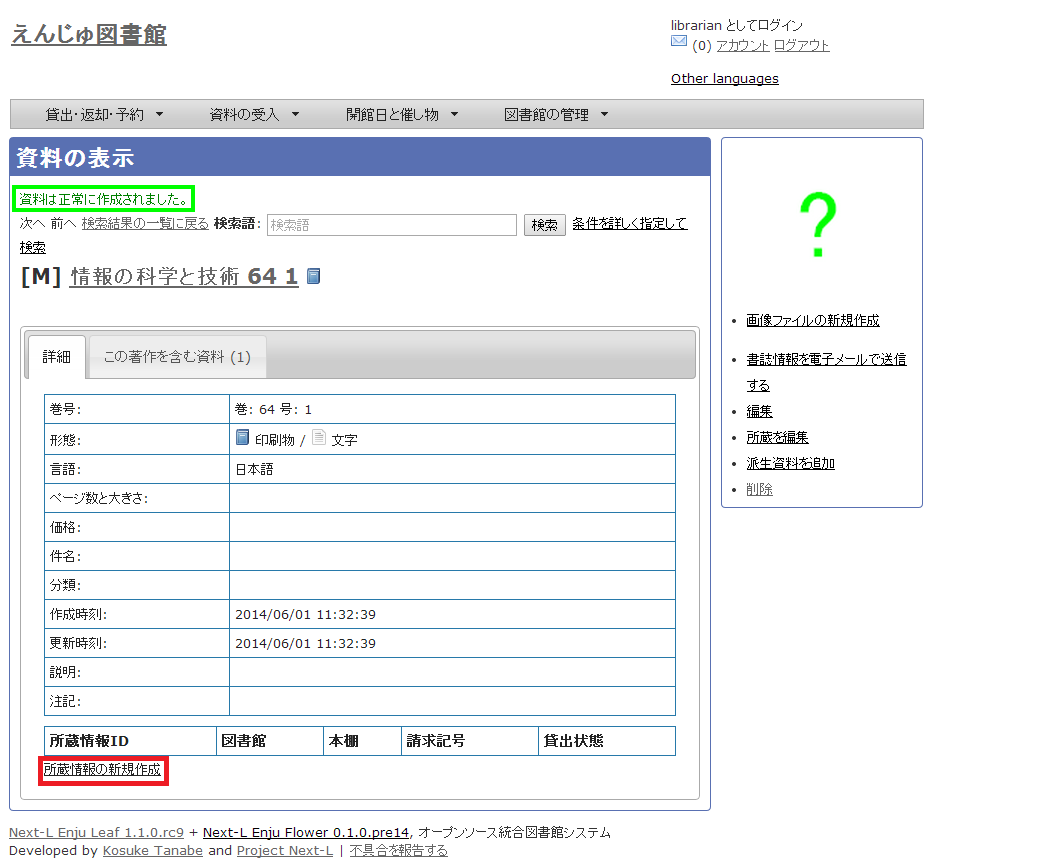 えんじゅ図書館
librarian としてログイン
(0) アカウント ログアウト
Other languages
貸出・返却・予約 ▼ 資料の受入 ▼ 開館日と催し物 ▼ 図書館の管理 ▼
資料の表示
資料は正常に作成されました。
次へ 前へ 検索結果の一覧に戻る 検索語: 検索語 検索 条件を詳しく指定して
検索
[M] 情報の科学と技術 64 1
詳細 この著作を含む資料 (1)
巻号: 巻: 64 号: 1
形態: 印刷物 / 文字
言語: 日本語
ページ数と大きさ:
価格:
件名:
分類:
作成時刻: 2014/06/01 11:32:39
更新時刻: 2014/06/01 11:32:39
説明:
注記:
所蔵情報ID 図書館 本棚 請求記号 貸出状態
所蔵情報の新規作成
?
• 画像ファイルの新規作成
• 書誌情報を電子メールで送信
する
• 編集
• 所蔵を編集
• 派生資料を追加
• 削除
Next-L Enju Leaf 1.1.0.rc9 + Next-L Enju Flower 0.1.0.pre14, オープンソース統合図書館システム
Developed by Kosuke Tanabe and Project Next-L | 不具合を報告する